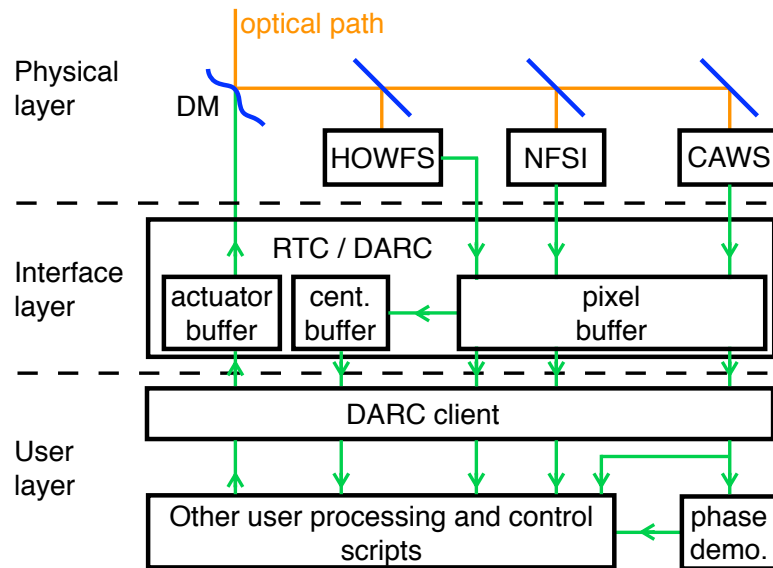 optical path
Physical
layer
DM
HOWFS
NFSI
CAWS
RTC / DARC
Interface
layer
actuator
buffer
cent.
buffer
pixel
buffer
DARC client
User
layer
Other user processing and control
scripts
phase
demo.